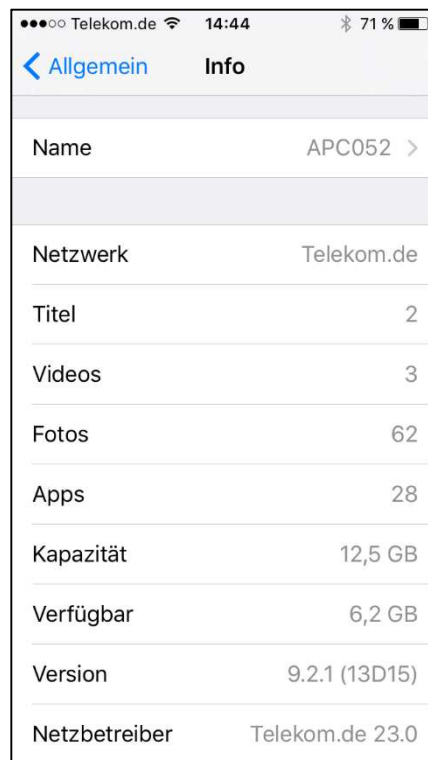 ●●●○○ Telekom.de 14:44 71 %
Allgemein Info
Name APC052
Netzwerk Telekom.de
Titel 2
Videos 3
Fotos 62
Apps 28
Kapazität 12,5 GB
Verfügbar 6,2 GB
Version 9.2.1 (13D15)
Netzbetreiber Telekom.de 23.0